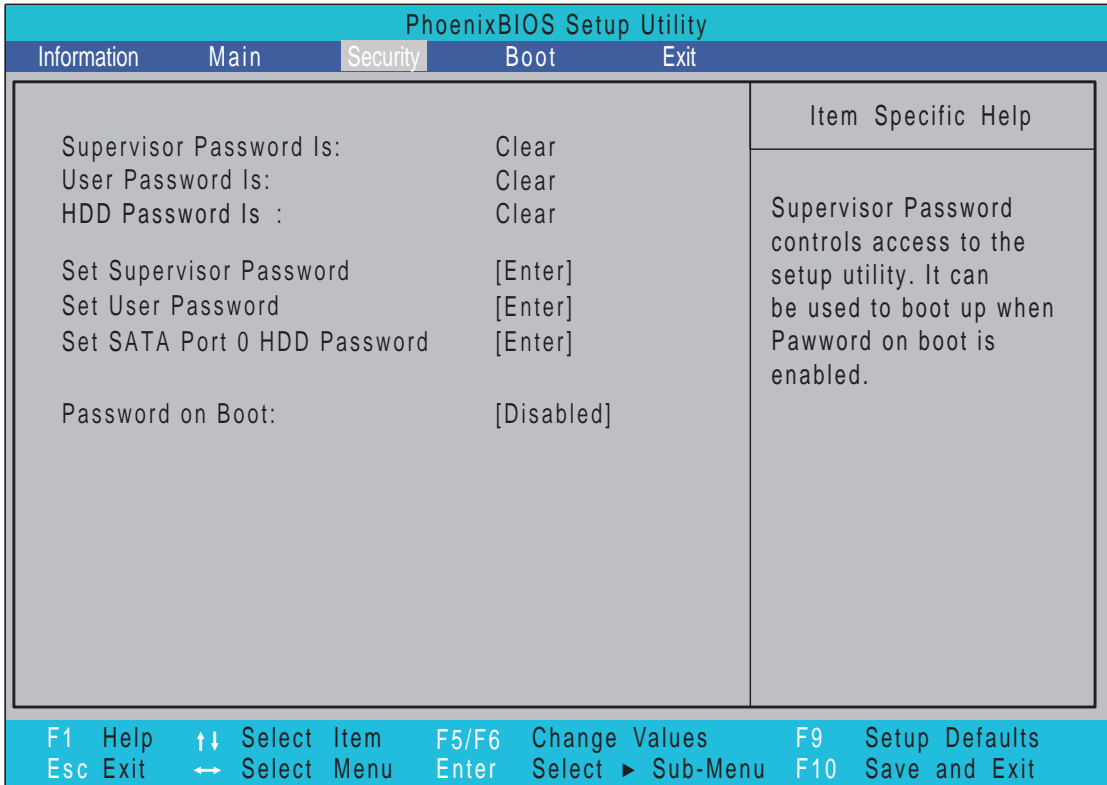 PhoenixBIOS Setup Utility
Information Main Security Boot Exit
Supervisor Password Is: Clear
User Password Is: Clear
HDD Password Is : Clear
Set Supervisor Password [Enter]
Set User Password [Enter]
Set SATA Port 0 HDD Password [Enter]
Password on Boot: [Disabled]
Item Specific Help
Supervisor Password
controls access to the
setup utility. It can
be used to boot up when
Pawword on boot is
enabled.
F1 Help ↑↓ Select Item F5/F6 Change Values F9 Setup Defaults
Esc Exit ↔ Select Menu Enter Select ► Sub-Menu F10 Save and Exit